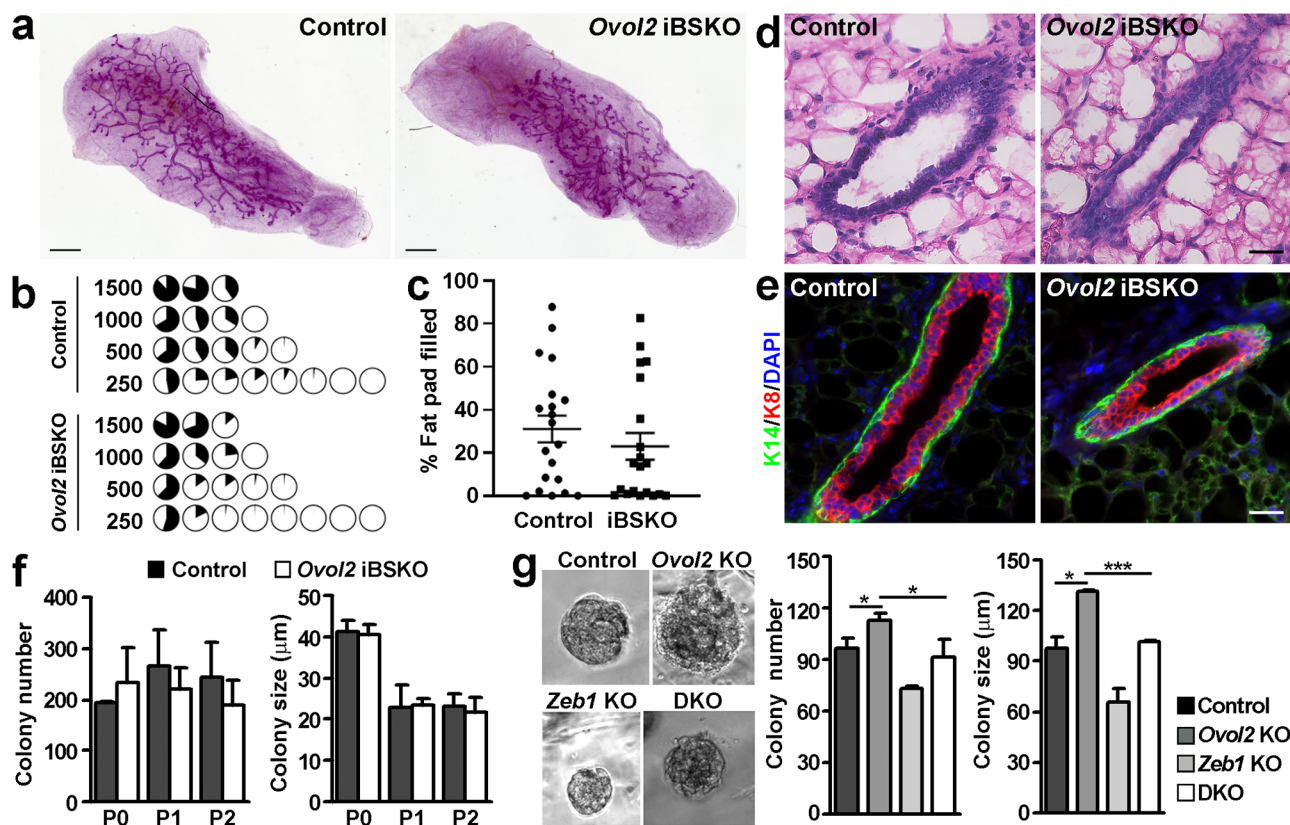 a
Control
Ovol2 iBSKO
d
Control
Ovol2 iBSKO
b
Control
1500
1000
500
250
Ovol2 iBSKO
1500
1000
500
250
c
% Fat pad filled
100
80
60
40
20
0
Control
iBSKO
e
K14/K8/DAPI
Control
Ovol2 iBSKO
f
Control
Ovol2 iBSKO
Colony number
400
300
200
100
0
P0 P1 P2
Colony size (μm)
50
40
30
20
10
0
P0 P1 P2
g
Control
Ovol2 KO
Zeb1 KO
DKO
Colony number
150
120
90
60
30
0
*
*
Colony size (μm)
150
120
90
60
30
0
*
***
Control
Ovol2 KO
Zeb1 KO
DKO